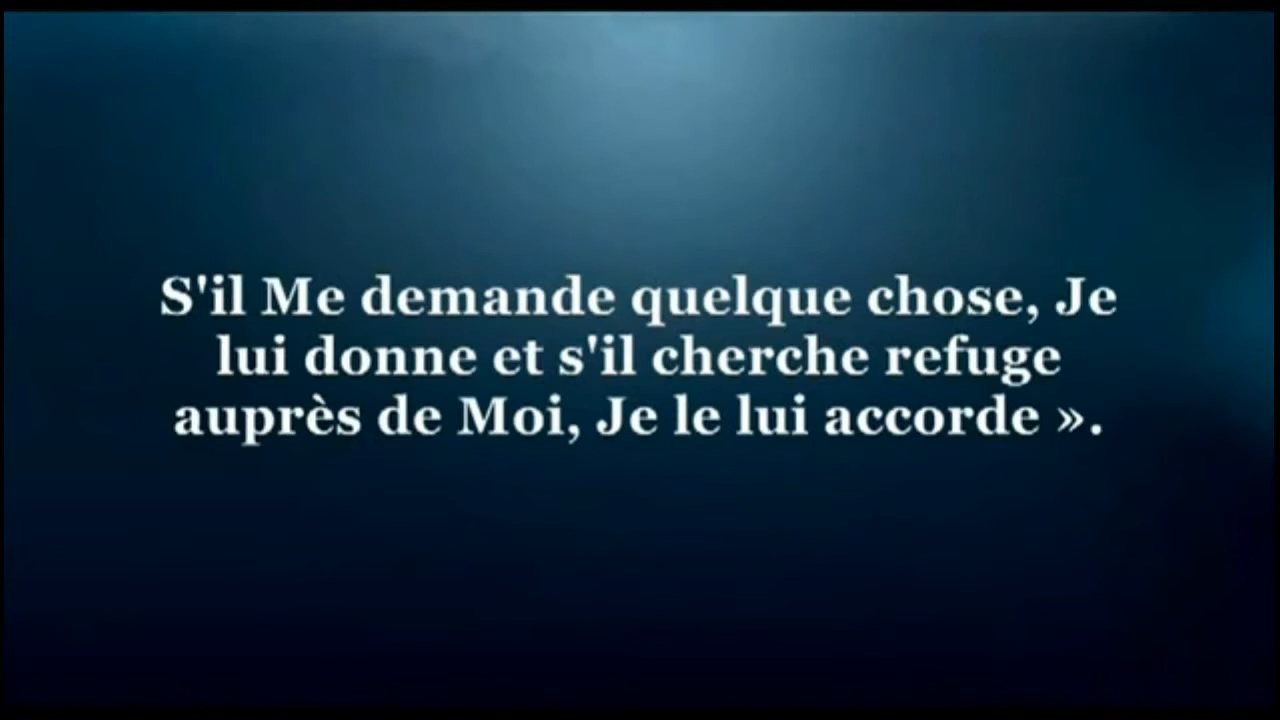 S'il Me demande quelque chose, Je
lui donne et s'il cherche refuge
auprès de Moi, Je le lui accorde ».